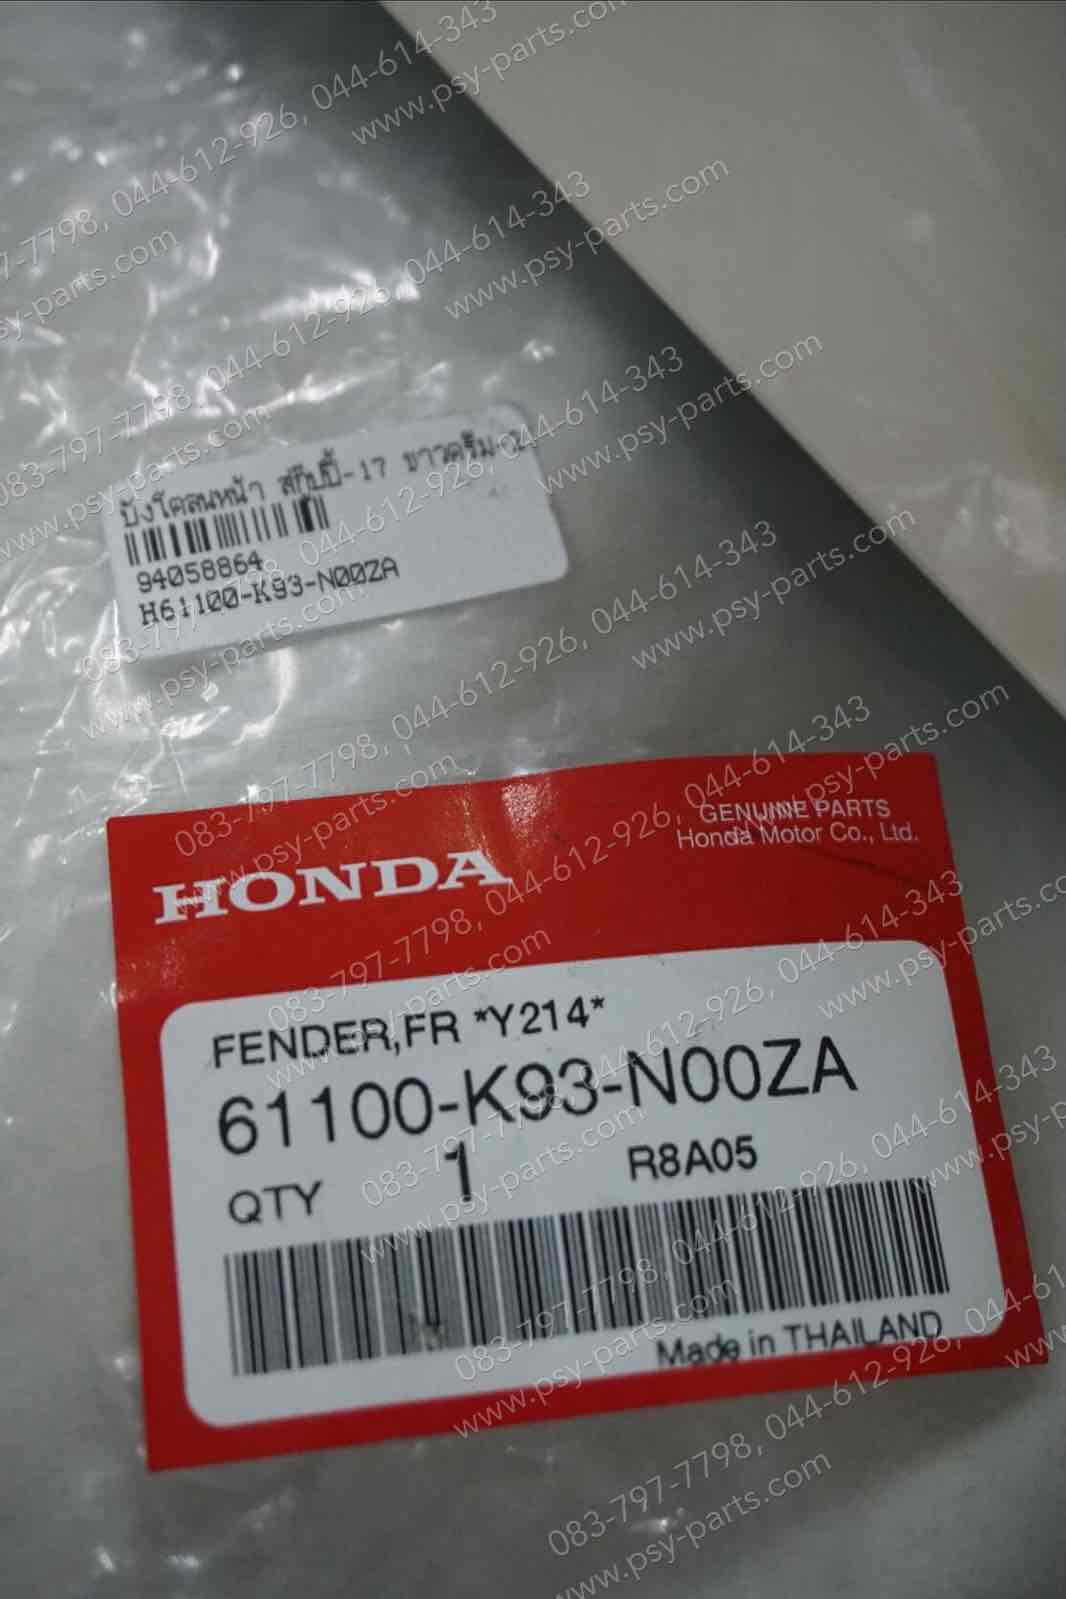 บังโคลนหน้า สกู๊ปปี้-17 ขาวครีม
94058864
H61100-K93-N00ZA
HONDA
GENUINE PARTS
Honda Motor Co., Ltd.
FENDER,FR *Y214*
61100-K93-N00ZA
QTY 1 R8A05
Made in THAILAND
083-797-7798, 044-612-926, 044-614-343
www.psy-parts.com